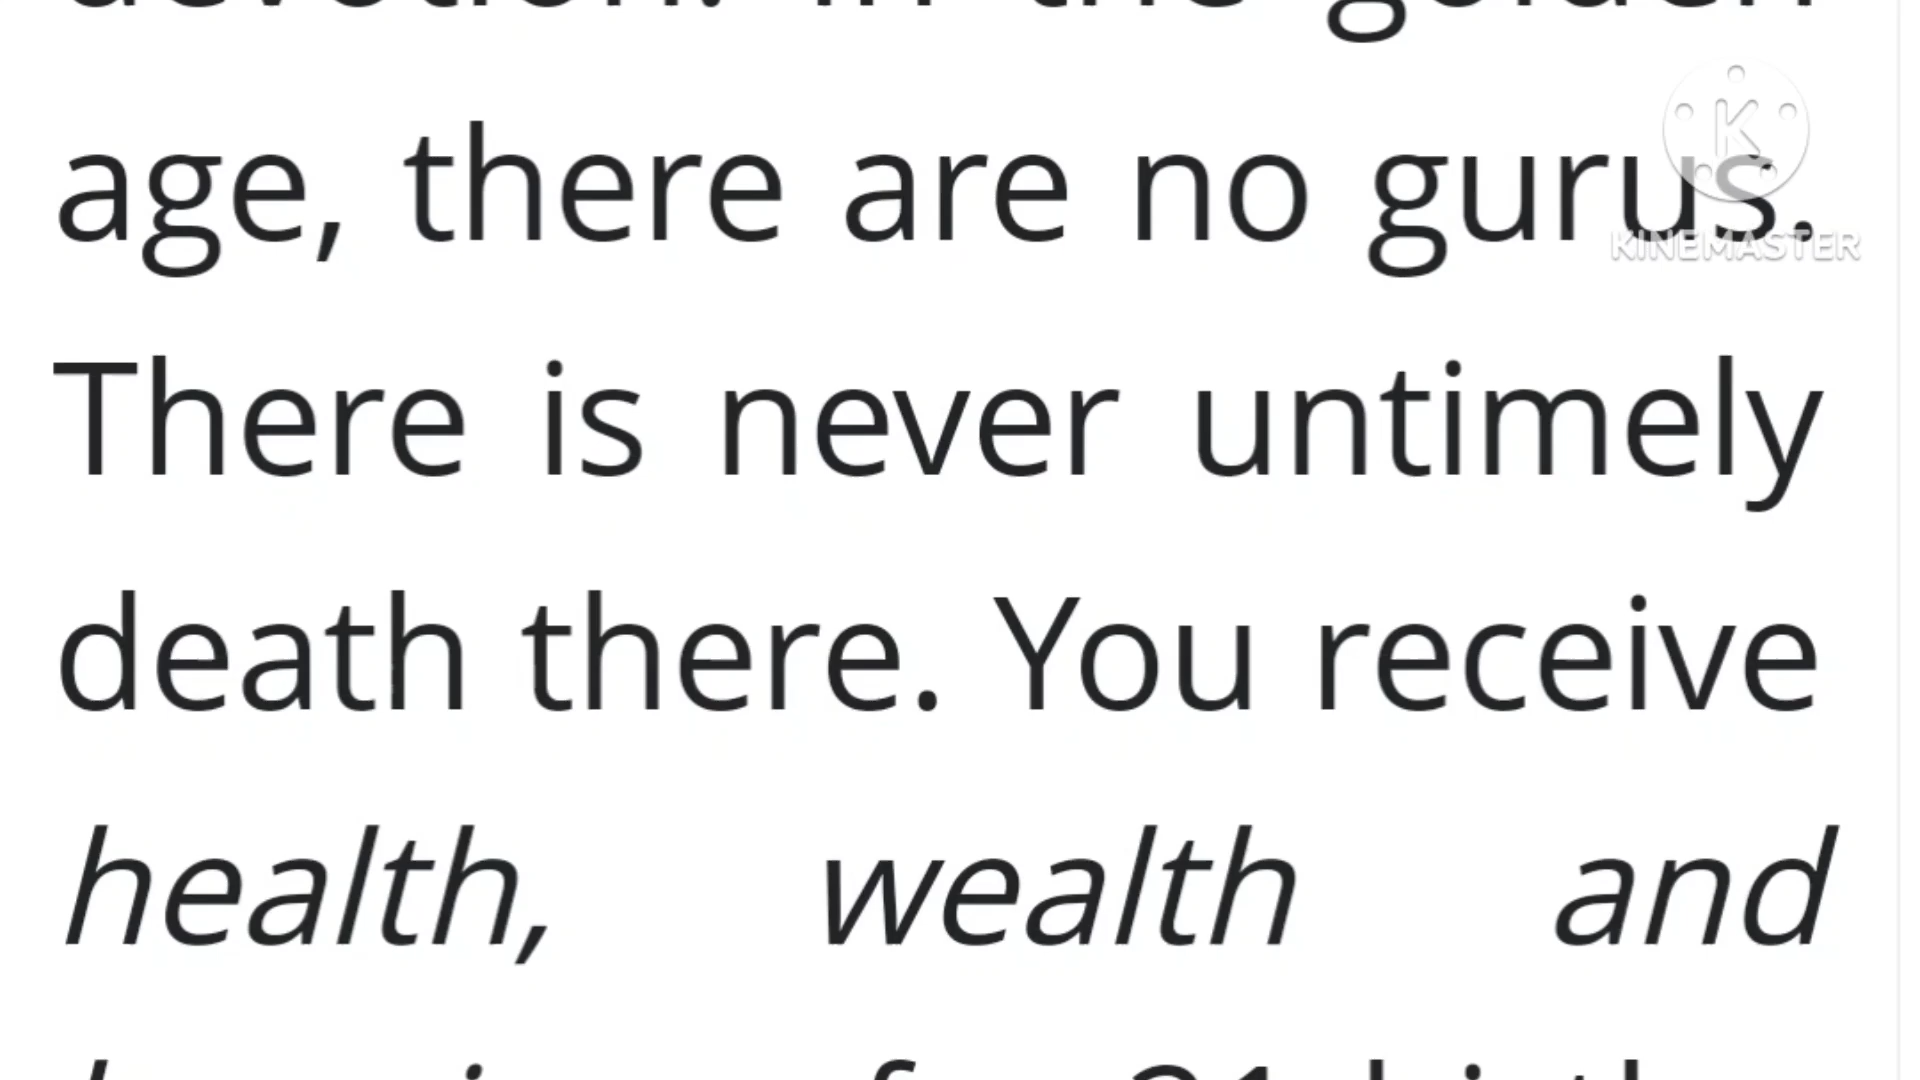 age, there are no gurus.
KINEMASTER
There is never untimely
death there. You receive
health, wealth and